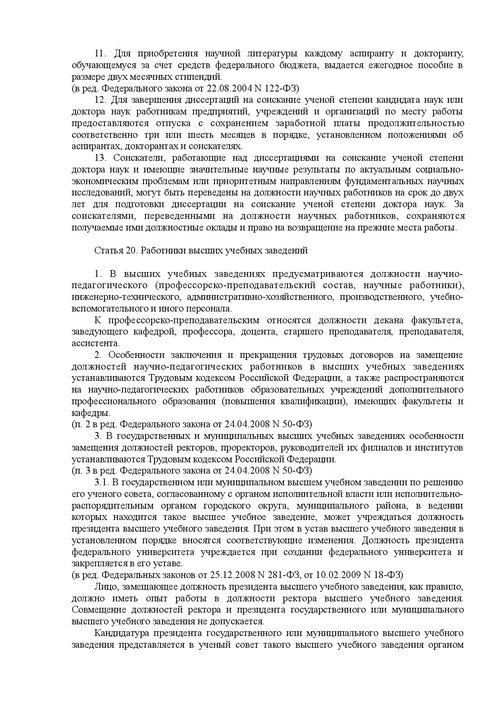 11. Для приобретения научной литературы каждому аспиранту и докторанту,
обучающемуся за счет средств федерального бюджета, выдается ежегодное пособие в
размере двух месячных стипендий.
(в ред. Федерального закона от 22.08.2004 N 122-ФЗ)
12. Для завершения диссертаций на соискание ученой степени кандидата наук или
доктора наук работникам предприятий, учреждений и организаций по месту работы
предоставляются отпуска с сохранением заработной платы продолжительностью
соответственно три или шесть месяцев в порядке, установленном положениями об
аспирантах, докторантах и соискателях.
13. Соискатели, работающие над диссертациями на соискание ученой степени
доктора наук и имеющие значительные научные результаты по актуальным социально-
экономическим проблемам или приоритетным направлениям фундаментальных научных
исследований, могут быть переведены на должности научных работников на срок до двух
лет для подготовки диссертации на соискание ученой степени доктора наук. За
соискателями, переведенными на должности научных работников, сохраняются
получаемые ими должностные оклады и право на возвращение на прежние места работы.
Статья 20. Работники высших учебных заведений
1. В высших учебных заведениях предусматриваются должности научно-
педагогического (профессорско-преподавательский состав, научные работники),
инженерно-технического, административно-хозяйственного, производственного, учебно-
вспомогательного и иного персонала.
К профессорско-преподавательским относятся должности декана факультета,
заведующего кафедрой, профессора, доцента, старшего преподавателя, преподавателя,
ассистента.
2. Особенности заключения и прекращения трудовых договоров на замещение
должностей научно-педагогических работников в высших учебных заведениях
устанавливаются Трудовым кодексом Российской Федерации, а также распространяются
на научно-педагогических работников образовательных учреждений дополнительного
профессионального образования (повышения квалификации), имеющих факультеты и
кафедры.
(п. 2 в ред. Федерального закона от 24.04.2008 N 50-ФЗ)
3. В государственных и муниципальных высших учебных заведениях особенности
замещения должностей ректоров, проректоров, руководителей их филиалов и институтов
устанавливаются Трудовым кодексом Российской Федерации.
(п. 3 в ред. Федерального закона от 24.04.2008 N 50-ФЗ)
3.1. В государственном или муниципальном высшем учебном заведении по решению
его ученого совета, согласованному с органом исполнительной власти или исполнительно-
распорядительным органом городского округа, муниципального района, в ведении
которых находится такое высшее учебное заведение, может учреждаться должность
президента высшего учебного заведения. При этом в устав высшего учебного заведения в
установленном порядке вносятся соответствующие изменения. Должность президента
федерального университета учреждается при создании федерального университета и
закрепляется в его уставе.
(в ред. Федеральных законов от 25.12.2008 N 281-ФЗ, от 10.02.2009 N 18-ФЗ)
Лицо, замещающее должность президента высшего учебного заведения, как правило,
должно иметь опыт работы в должности ректора высшего учебного заведения.
Совмещение должностей ректора и президента государственного или муниципального
высшего учебного заведения не допускается.
Кандидатура президента государственного или муниципального высшего учебного
заведения представляется в ученый совет такого высшего учебного заведения органом